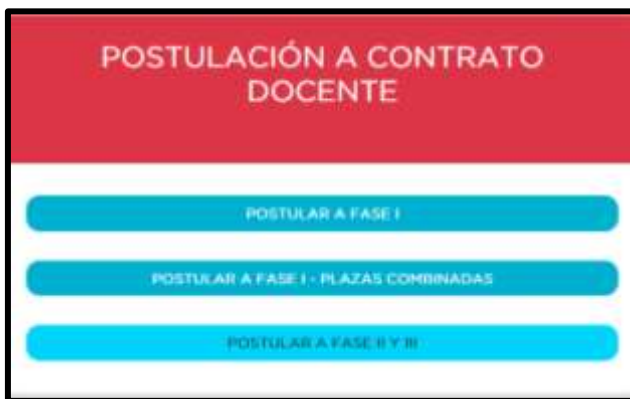 POSTULACIÓN A CONTRATO
DOCENTE
POSTULAR A FASE I
POSTULAR A FASE I - PLAZAS COMBINADAS
POSTULAR A FASE II Y III